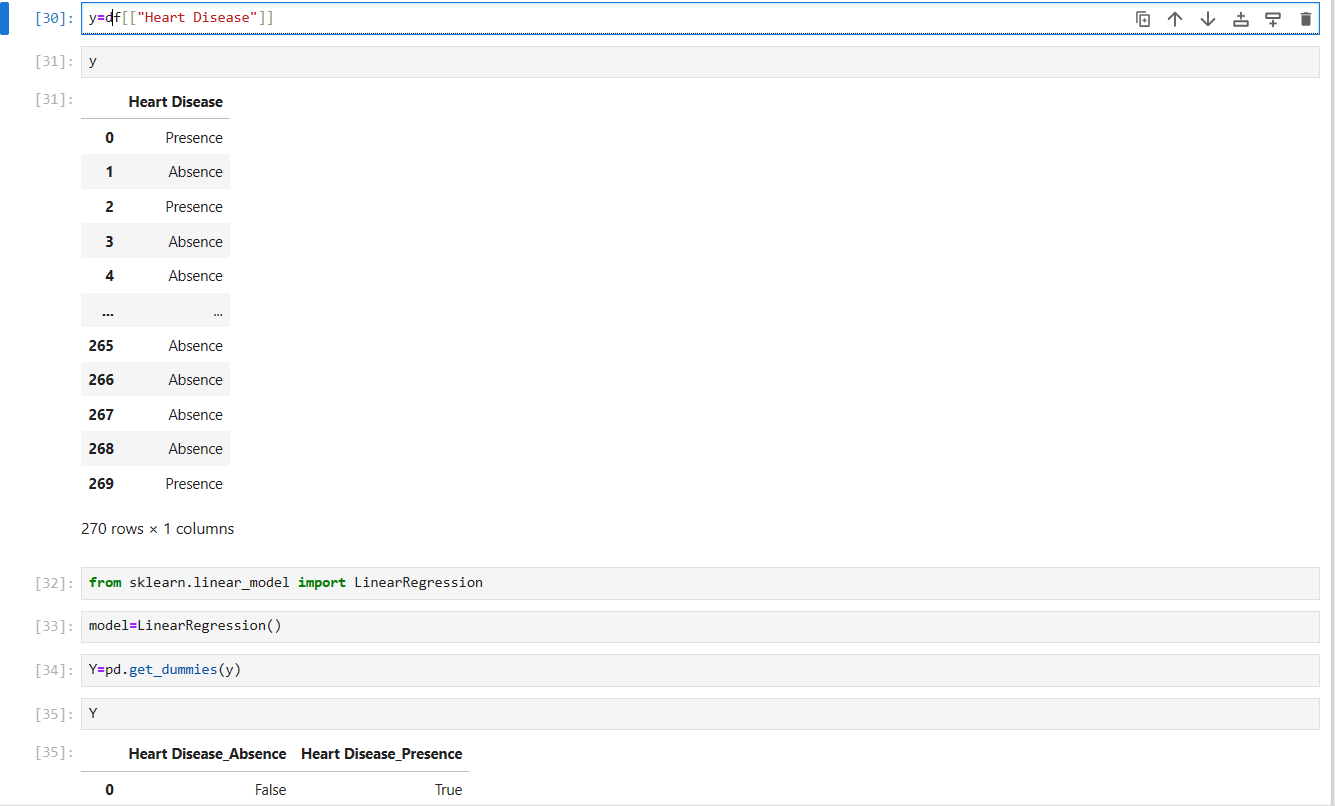 [30]: y=df[["Heart Disease"]]
[31]: y
[31]: Heart Disease
0 Presence
1 Absence
2 Presence
3 Absence
4 Absence
... ...
265 Absence
266 Absence
267 Absence
268 Absence
269 Presence
270 rows × 1 columns
[32]: from sklearn.linear_model import LinearRegression
[33]: model=LinearRegression()
[34]: Y=pd.get_dummies(y)
[35]: Y
[35]: Heart Disease_Absence Heart Disease_Presence
0 False True